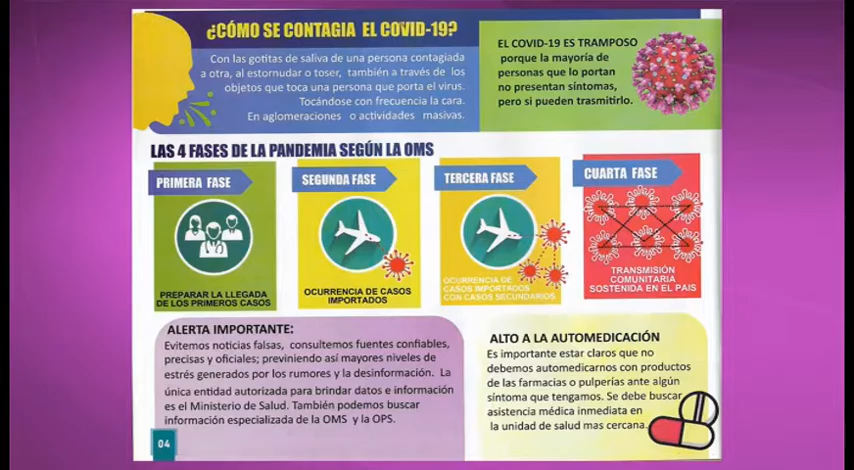 ¿CÓMO SE CONTAGIA EL COVID-19?
Con las gotitas de saliva de una persona contagiada
a otra, al estornudar o toser, también a través de los
objetos que toca una persona que porta el virus.
Tocándose con frecuencia la cara.
En aglomeraciones o actividades masivas.
EL COVID-19 ES TRAMPOSO
porque la mayoría de
personas que lo portan
no presentan síntomas,
pero si pueden trasmitirlo.
LAS 4 FASES DE LA PANDEMIA SEGÚN LA OMS
PRIMERA FASE
PREPARAR LA LLEGADA
DE LOS PRIMEROS CASOS
SEGUNDA FASE
OCURRENCIA DE CASOS
IMPORTADOS
TERCERA FASE
OCURRENCIA DE
CASOS IMPORTADOS
CON CASOS SECUNDARIOS
CUARTA FASE
TRANSMISIÓN
COMUNITARIA
SOSTENIDA EN EL PAIS
ALERTA IMPORTANTE:
Evitemos noticias falsas, consultemos fuentes confiables,
precisas y oficiales; previniendo así mayores niveles de
estrés generados por los rumores y la desinformación. La
única entidad autorizada para brindar datos e información
es el Ministerio de Salud. También podemos buscar
información especializada de la OMS y la OPS.
ALTO A LA AUTOMEDICACIÓN
Es importante estar claros que no
debemos automedicarnos con productos
de las farmacias o pulperías ante algún
síntoma que tengamos. Se debe buscar
asistencia médica inmediata en
la unidad de salud mas cercana.
04